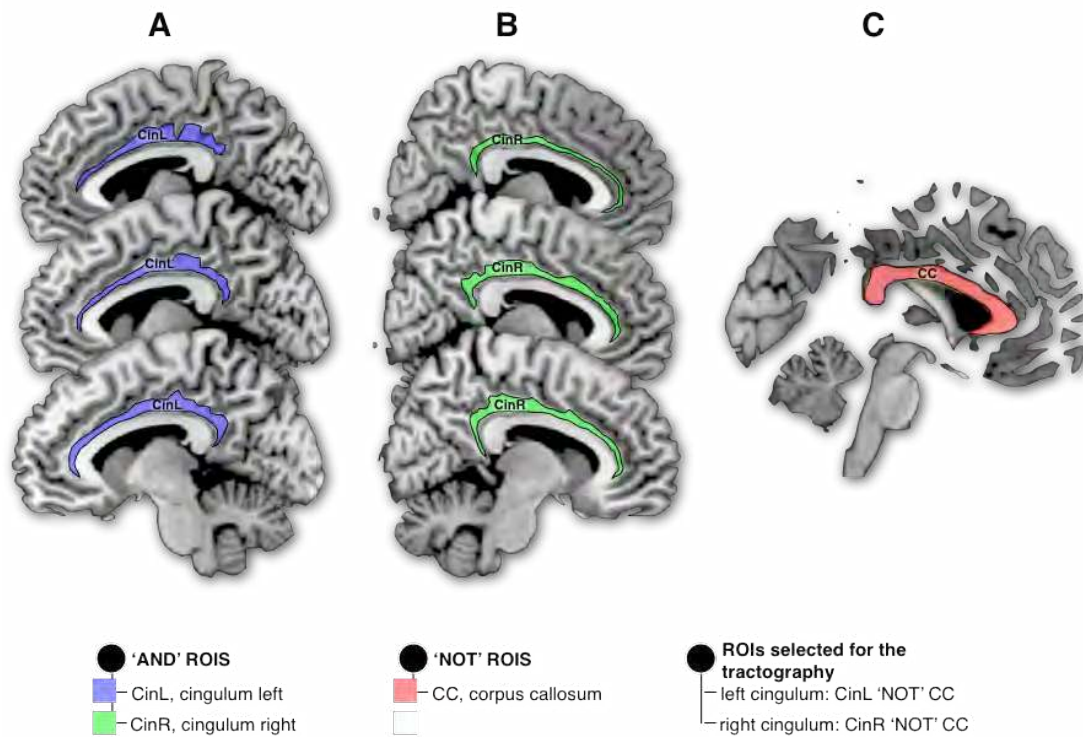 A
B
C
CinL
CinR
CinL
CinR
CC
CinL
CinR
'AND' ROIS
CinL, cingulum left
CinR, cingulum right
'NOT' ROIS
CC, corpus callosum
ROIs selected for the
tractography
left cingulum: CinL 'NOT' CC
right cingulum: CinR 'NOT' CC